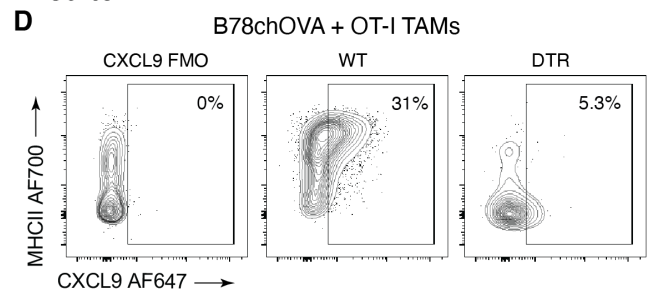 D
B78chOVA + OT-I TAMs
CXCL9 FMO
WT
DTR
0%
31%
5.3%
MHCII AF700
CXCL9 AF647